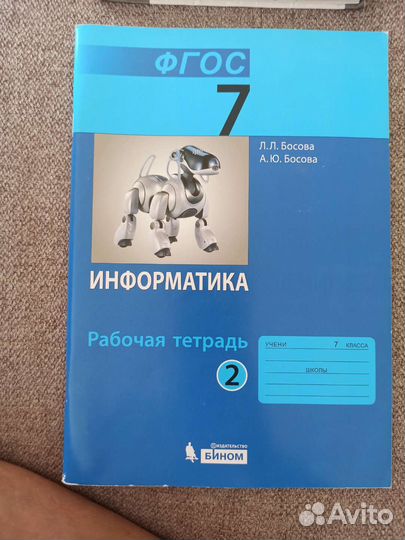 ФГОС
7
Л.Л. Босова
А.Ю. Босова
ИНФОРМАТИКА
Рабочая тетрадь
2
УЧЕНИ 7 КЛАССА
ШКОЛЫ
ИЗДАТЕЛЬСТВО
БИНОМ
Avito